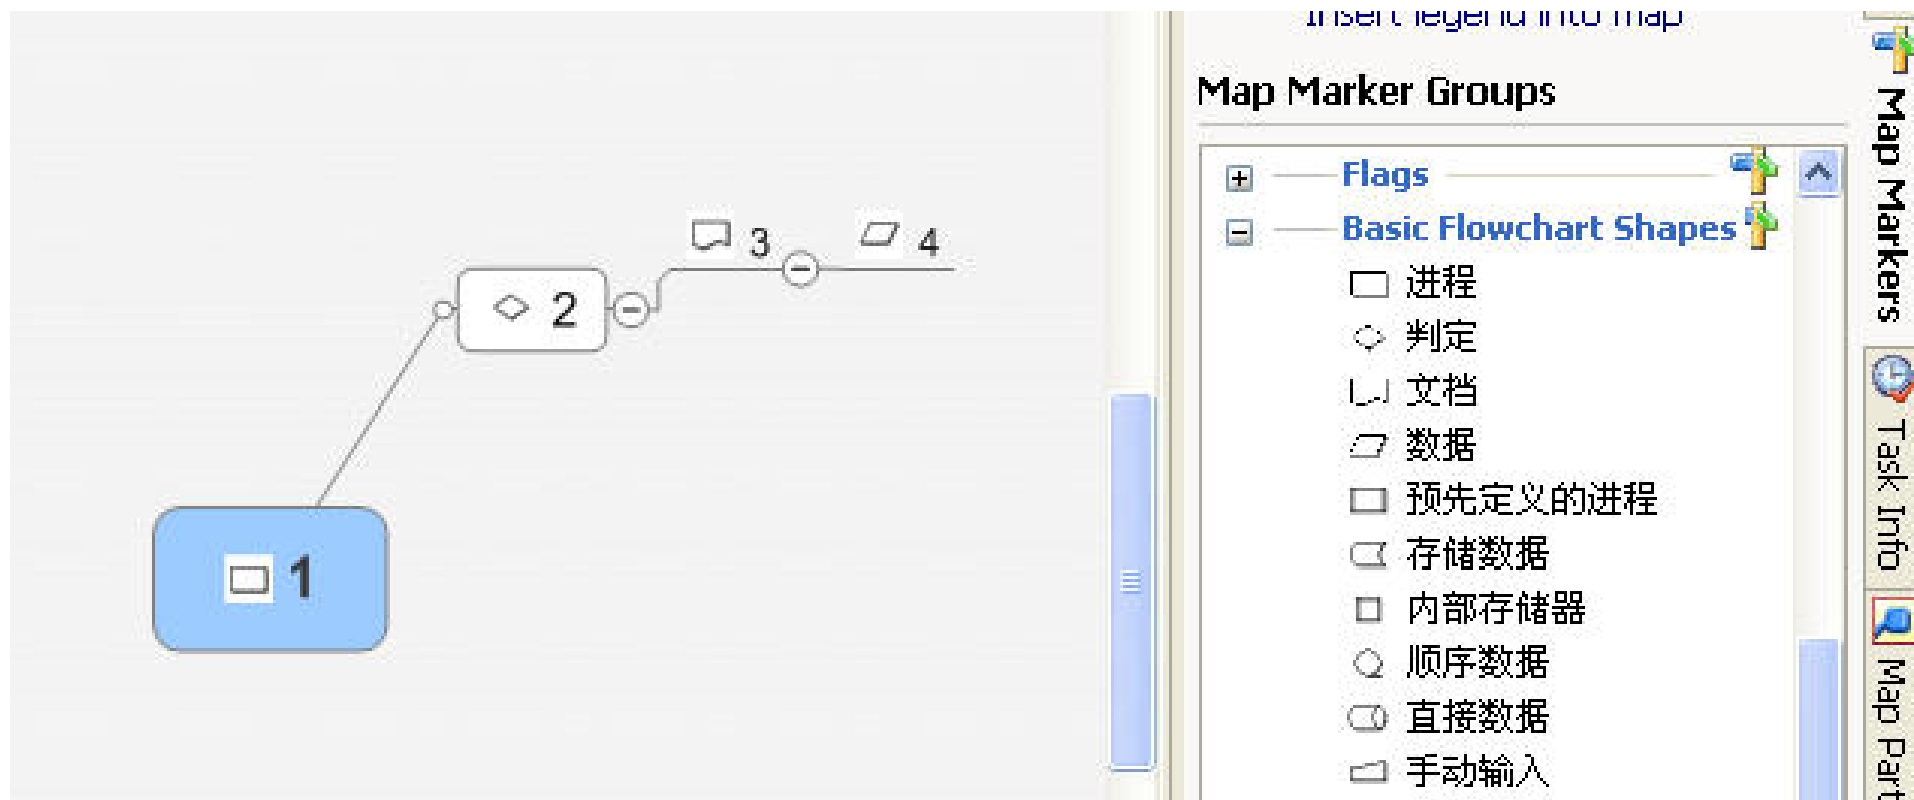 Insert legend into map
Map Marker Groups
Flags
Basic Flowchart Shapes
进程
判定
文档
数据
预先定义的进程
存储数据
内部存储器
顺序数据
直接数据
手动输入
1
2
3
4
Map Markers
Task Info
Map Part